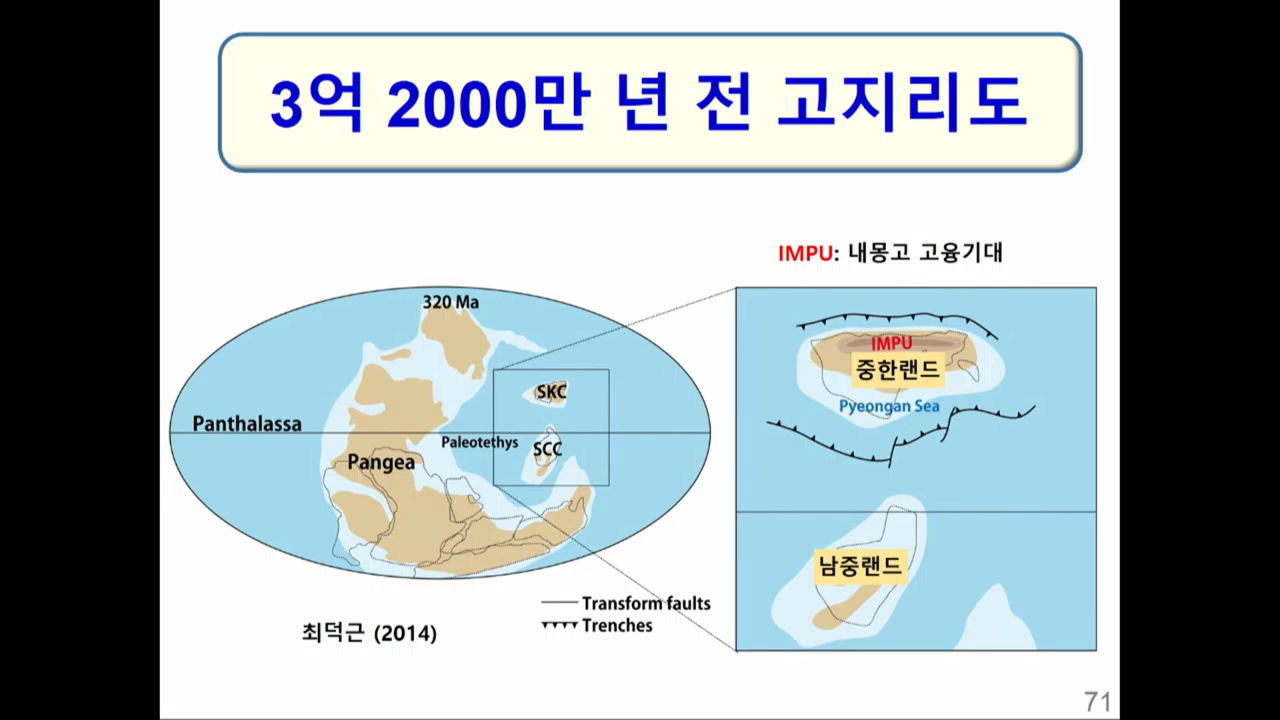 3억 2000만 년 전 고지리도
IMPU: 내몽고 고융기대
320 Ma
SKC
Panthalassa
Paleotethys
SCC
Pangea
IMPU
중한랜드
Pyeongan Sea
남중랜드
Transform faults
Trenches
최덕근 (2014)
71